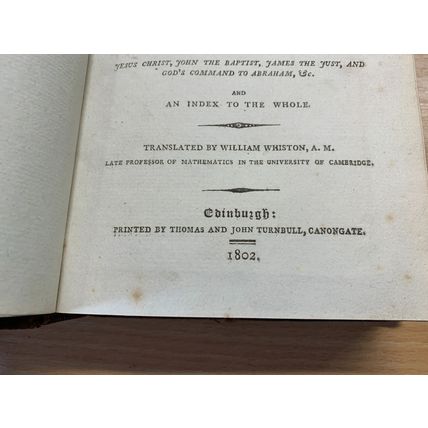 JESUS CHRIST, JOHN THE BAPTIST, JAMES THE JUST, AND
GOD'S COMMAND TO ABRAHAM, &c.
AND
AN INDEX TO THE WHOLE.
TRANSLATED BY WILLIAM WHISTON, A. M.
LATE PROFESSOR OF MATHEMATICS IN THE UNIVERSITY OF CAMBRIDGE.
Edinburgh:
PRINTED BY THOMAS AND JOHN TURNBULL, CANONGATE.
1802.